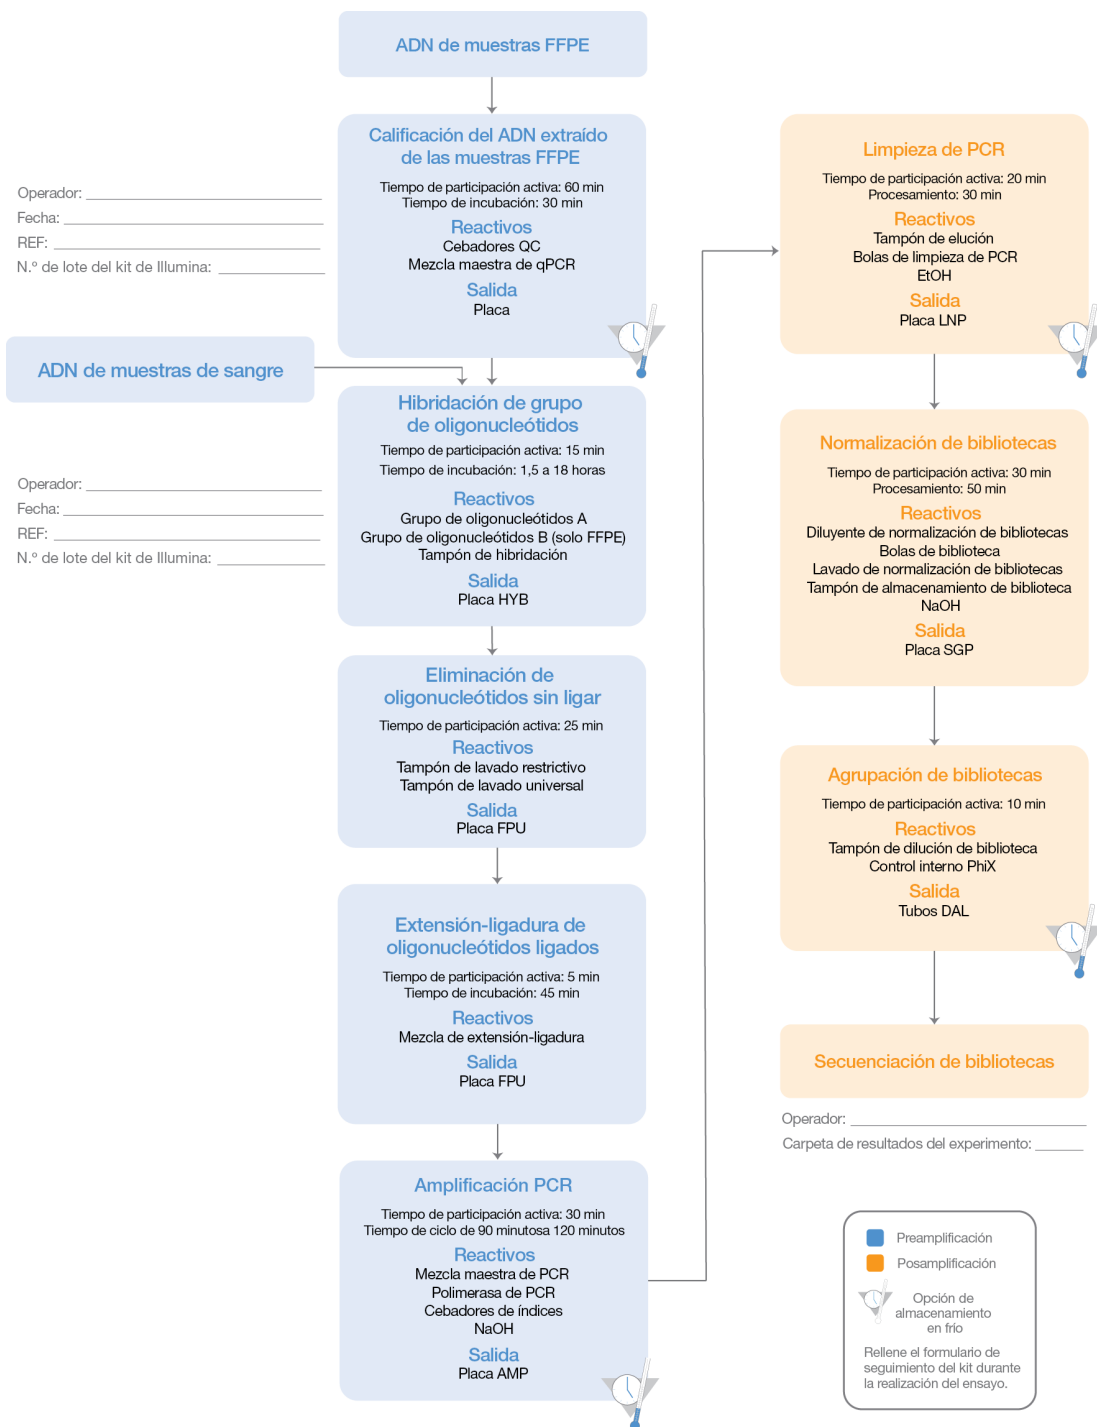 ADN de muestras FFPE
Calificación del ADN extraído
de las muestras FFPE
Tiempo de participación activa: 60 min
Tiempo de incubación: 30 min
Reactivos
Cebadores QC
Mezcla maestra de qPCR
Salida
Placa
Operador:
Fecha:
REF:
N.º de lote del kit de Illumina:
ADN de muestras de sangre
Hibridación de grupo
de oligonucleótidos
Tiempo de participación activa: 15 min
Tiempo de incubación: 1,5 a 18 horas
Reactivos
Grupo de oligonucleótidos A
Grupo de oligonucleótidos B (solo FFPE)
Tampón de hibridación
Salida
Placa HYB
Operador:
Fecha:
REF:
N.º de lote del kit de Illumina:
Eliminación de
oligonucleótidos sin ligar
Tiempo de participación activa: 25 min
Reactivos
Tampón de lavado restrictivo
Tampón de lavado universal
Salida
Placa FPU
Extensión-ligadura de
oligonucleótidos ligados
Tiempo de participación activa: 5 min
Tiempo de incubación: 45 min
Reactivos
Mezcla de extensión-ligadura
Salida
Placa FPU
Amplificación PCR
Tiempo de participación activa: 30 min
Tiempo de ciclo de 90 minutosa 120 minutos
Reactivos
Mezcla maestra de PCR
Polimerasa de PCR
Cebadores de índices
NaOH
Salida
Placa AMP
Limpieza de PCR
Tiempo de participación activa: 20 min
Procesamiento: 30 min
Reactivos
Tampón de elución
Bolas de limpieza de PCR
EtOH
Salida
Placa LNP
Normalización de bibliotecas
Tiempo de participación activa: 30 min
Procesamiento: 50 min
Reactivos
Diluyente de normalización de bibliotecas
Bolas de biblioteca
Lavado de normalización de bibliotecas
Tampón de almacenamiento de biblioteca
NaOH
Salida
Placa SGP
Agrupación de bibliotecas
Tiempo de participación activa: 10 min
Reactivos
Tampón de dilución de biblioteca
Control interno PhiX
Salida
Tubos DAL
Secuenciación de bibliotecas
Operador:
Carpeta de resultados del experimento:
Preamplificación
Posamplificación
Opción de
almacenamiento
en frío
Rellene el formulario de
seguimiento del kit durante
la realización del ensayo.